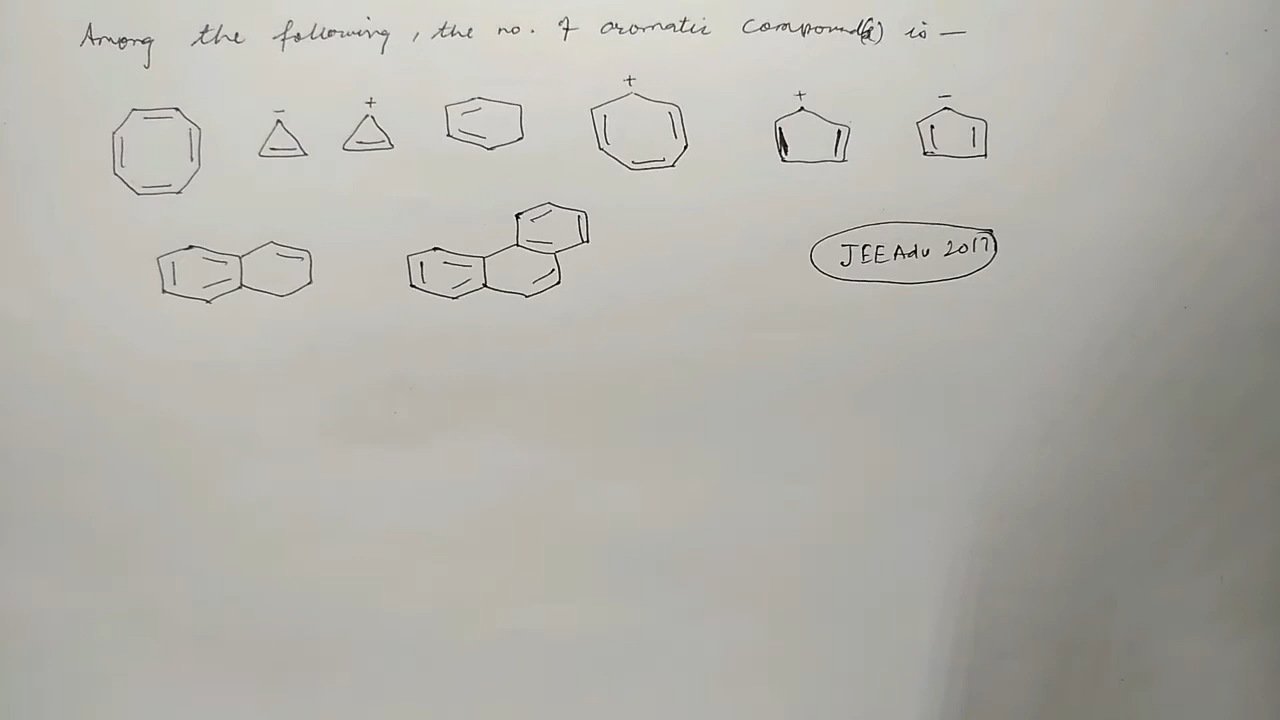 Among the following, the no. of aromatic compound(s) is —
+
− + + −
JEE Adv 2017